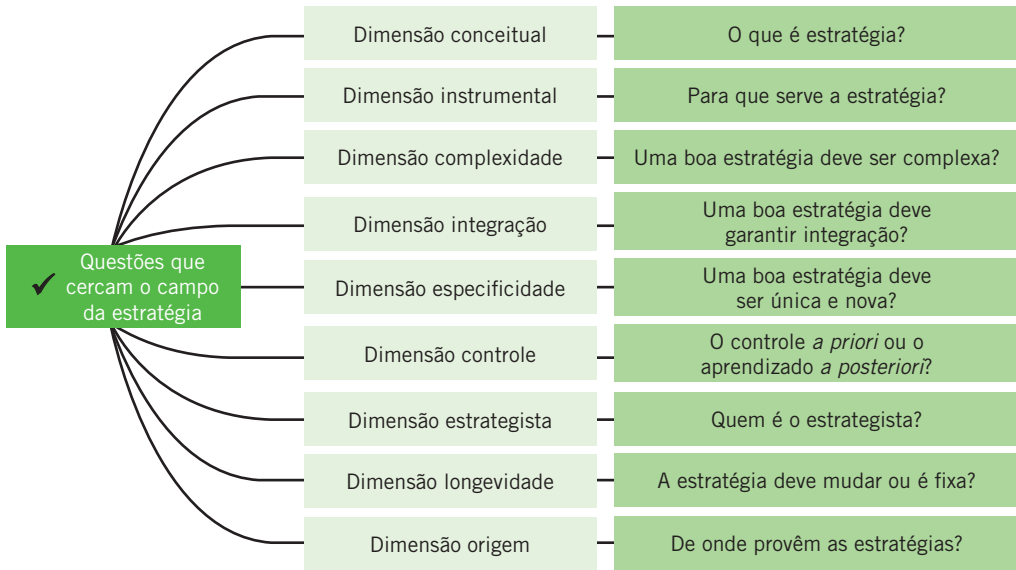 Dimensão conceitual
O que é estratégia?
Dimensão instrumental
Para que serve a estratégia?
Dimensão complexidade
Uma boa estratégia deve ser complexa?
Dimensão integração
Uma boa estratégia deve
garantir integração?
✓ Questões que
cercam o campo
da estratégia
Dimensão especificidade
Uma boa estratégia deve
ser única e nova?
Dimensão controle
O controle a priori ou o
aprendizado a posteriori?
Dimensão estrategista
Quem é o estrategista?
Dimensão longevidade
A estratégia deve mudar ou é fixa?
Dimensão origem
De onde provêm as estratégias?